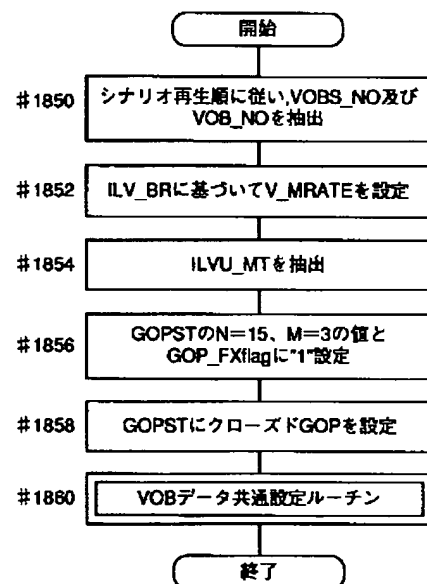 開始
#1850
シナリオ再生順に従い,VOBS_NO及び
VOB_NOを抽出
#1852
ILV_BRに基づいてV_MRATEを設定
#1854
ILVU_MTを抽出
#1856
GOPSTのN=15、M=3の値と
GOP_FXflagに"1"設定
#1858
GOPSTにクローズドGOPを設定
#1860
VOBデータ共通設定ルーチン
終了